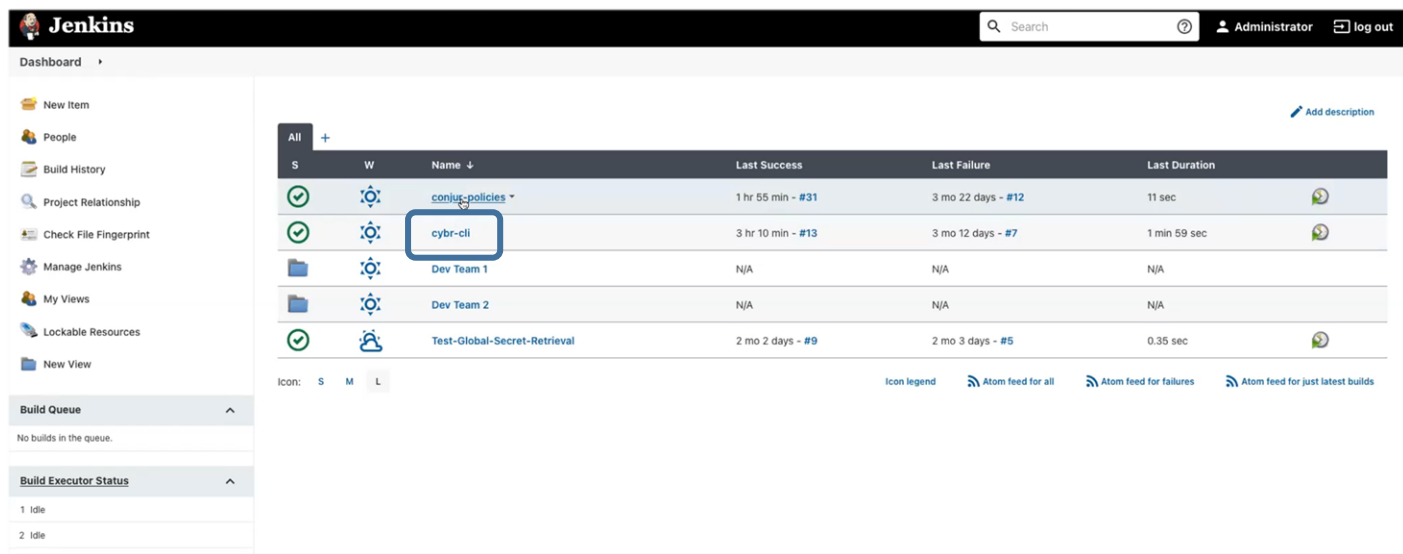 Jenkins
Search
Administrator
log out
Dashboard
New Item
People
Build History
Project Relationship
Check File Fingerprint
Manage Jenkins
My Views
Lockable Resources
New View
Build Queue
No builds in the queue.
Build Executor Status
1 Idle
2 Idle
Add description
All +
S W Name ↓ Last Success Last Failure Last Duration
conjur-policies 1 hr 55 min - #31 3 mo 22 days - #12 11 sec
cybr-cli 3 hr 10 min - #13 3 mo 12 days - #7 1 min 59 sec
Dev Team 1 N/A N/A N/A
Dev Team 2 N/A N/A N/A
Test-Global-Secret-Retrieval 2 mo 2 days - #9 2 mo 3 days - #5 0.35 sec
Icon: S M L Icon legend Atom feed for all Atom feed for failures Atom feed for just latest builds